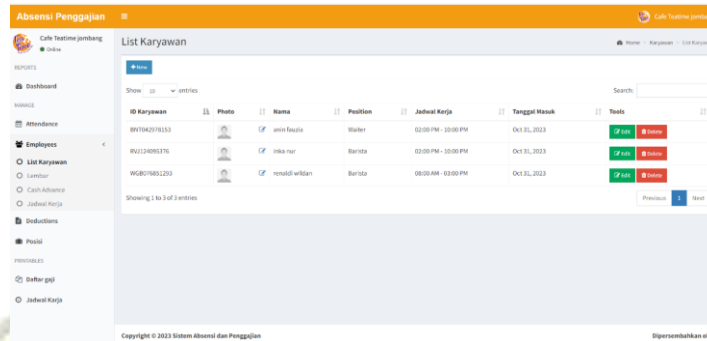 Absensi Penggajian
Cafe Teatime Jomba
Cafe Teatime Jombang
Online
REPORTS
Dashboard
MANAGE
Attendance
Employees
List Karyawan
Lembur
Cash Advance
Jadwal Kerja
Deductions
Posisi
PRINTABLES
Daftar gaji
Jadwal Karja
List Karyawan
Home > Karyawan > List Karyaw
+New
Show 10 entries
Search:
ID Karyawan Photo Nama Position Jadwal Kerja Tanggal Masuk Tools
BNT042978153 anin fauzia Waiter 02:00 PM - 10:00 PM Oct 31, 2023 Edit Delete
RVJ124095376 inka nur Barista 02:00 PM - 10:00 PM Oct 31, 2023 Edit Delete
WGB076851293 renaldi wildan Barista 08:00 AM - 03:00 PM Oct 31, 2023 Edit Delete
Showing 1 to 3 of 3 entries
Previous 1 Next
Copyright © 2023 Sistem Absensi dan Penggajian
Dipersembahkan ol